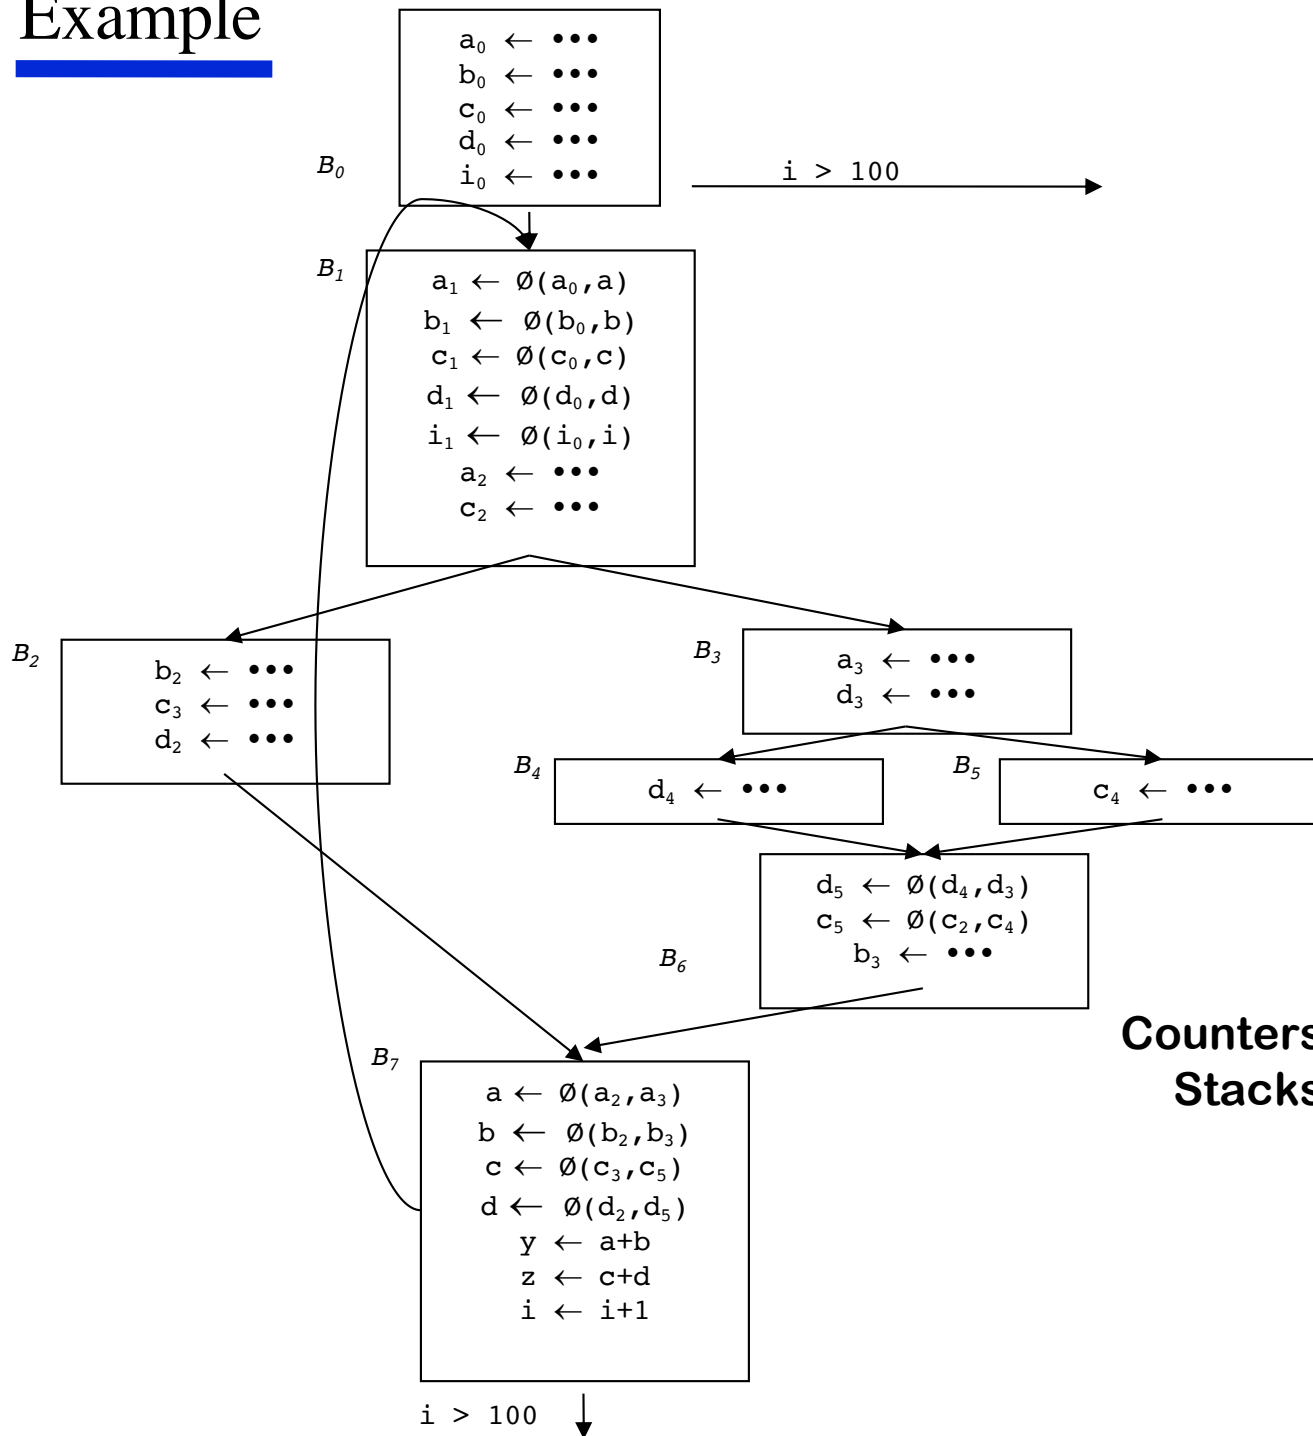 Example
a₀ ← •••
b₀ ← •••
c₀ ← •••
d₀ ← •••
i₀ ← •••
B₀
i > 100
B₁
a₁ ← Ø(a₀,a)
b₁ ← Ø(b₀,b)
c₁ ← Ø(c₀,c)
d₁ ← Ø(d₀,d)
i₁ ← Ø(i₀,i)
a₂ ← •••
c₂ ← •••
B₂
b₂ ← •••
c₃ ← •••
d₂ ← •••
B₃
a₃ ← •••
d₃ ← •••
B₄
d₄ ← •••
B₅
c₄ ← •••
d₅ ← Ø(d₄,d₃)
c₅ ← Ø(c₂,c₄)
b₃ ← •••
B₆
Counters
Stacks
B₇
a ← Ø(a₂,a₃)
b ← Ø(b₂,b₃)
c ← Ø(c₃,c₅)
d ← Ø(d₂,d₅)
y ← a+b
z ← c+d
i ← i+1
i > 100